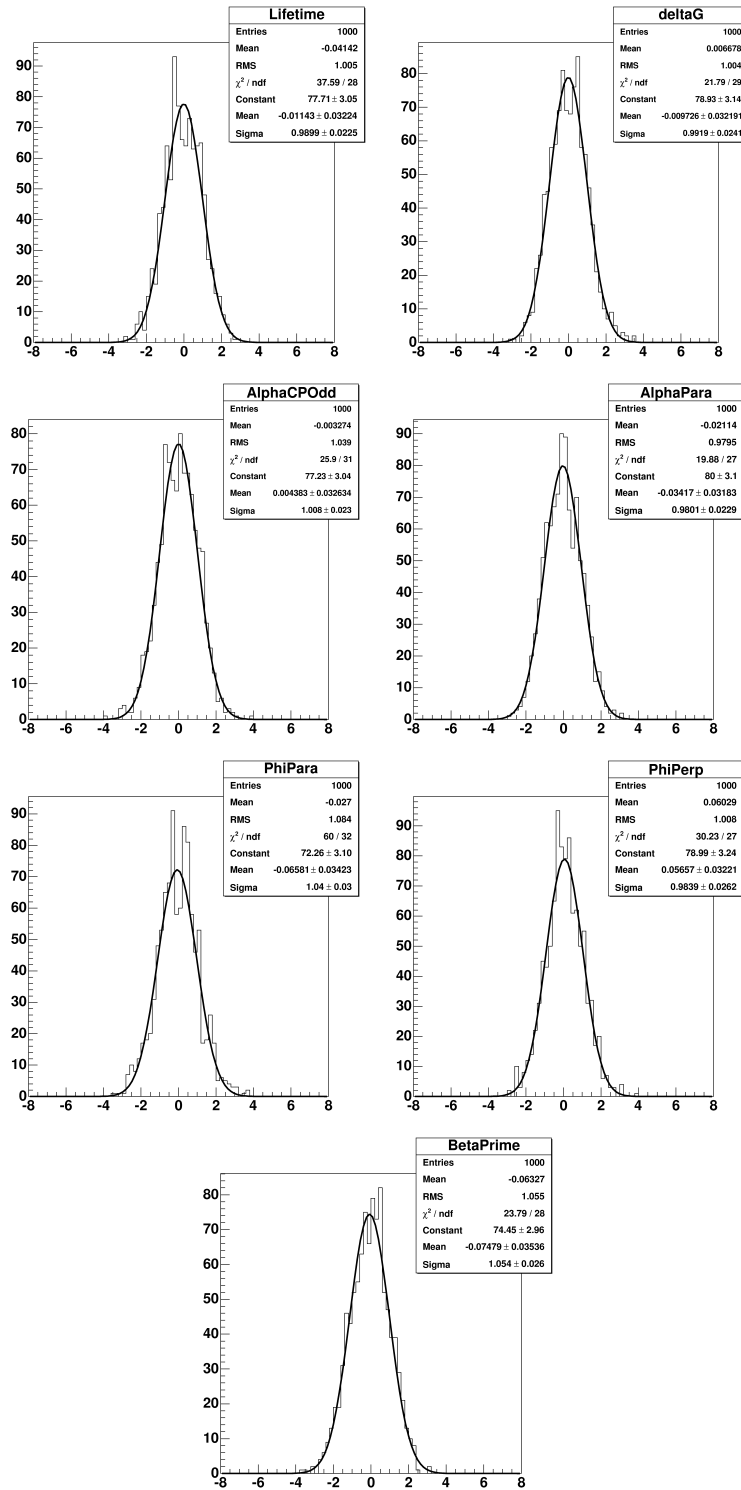 Lifetime
Entries 1000
Mean -0.04142
RMS 1.005
χ² / ndf 37.59 / 28
Constant 77.71 ± 3.05
Mean -0.01143 ± 0.03224
Sigma 0.9899 ± 0.0225
90
80
70
60
50
40
30
20
10
0
-8 -6 -4 -2 0 2 4 6 8
deltaG
Entries 1000
Mean 0.006678
RMS 1.004
χ² / ndf 21.79 / 29
Constant 78.93 ± 3.14
Mean -0.009726 ± 0.032191
Sigma 0.9919 ± 0.0241
80
70
60
50
40
30
20
10
0
-8 -6 -4 -2 0 2 4 6 8
AlphaCPOdd
Entries 1000
Mean -0.003274
RMS 1.039
χ² / ndf 25.9 / 31
Constant 77.23 ± 3.04
Mean 0.004383 ± 0.032634
Sigma 1.008 ± 0.023
80
70
60
50
40
30
20
10
0
-8 -6 -4 -2 0 2 4 6 8
AlphaPara
Entries 1000
Mean -0.02114
RMS 0.9795
χ² / ndf 19.88 / 27
Constant 80 ± 3.1
Mean -0.03417 ± 0.03183
Sigma 0.9801 ± 0.0229
90
80
70
60
50
40
30
20
10
0
-8 -6 -4 -2 0 2 4 6 8
PhiPara
Entries 1000
Mean -0.027
RMS 1.084
χ² / ndf 60 / 32
Constant 72.26 ± 3.10
Mean -0.06581 ± 0.03423
Sigma 1.04 ± 0.03
90
80
70
60
50
40
30
20
10
0
-8 -6 -4 -2 0 2 4 6 8
PhiPerp
Entries 1000
Mean 0.06029
RMS 1.008
χ² / ndf 30.23 / 27
Constant 78.99 ± 3.24
Mean 0.05657 ± 0.03221
Sigma 0.9839 ± 0.0262
90
80
70
60
50
40
30
20
10
0
-8 -6 -4 -2 0 2 4 6 8
BetaPrime
Entries 1000
Mean -0.06327
RMS 1.055
χ² / ndf 23.79 / 28
Constant 74.45 ± 2.96
Mean -0.07479 ± 0.03536
Sigma 1.054 ± 0.026
80
70
60
50
40
30
20
10
0
-8 -6 -4 -2 0 2 4 6 8